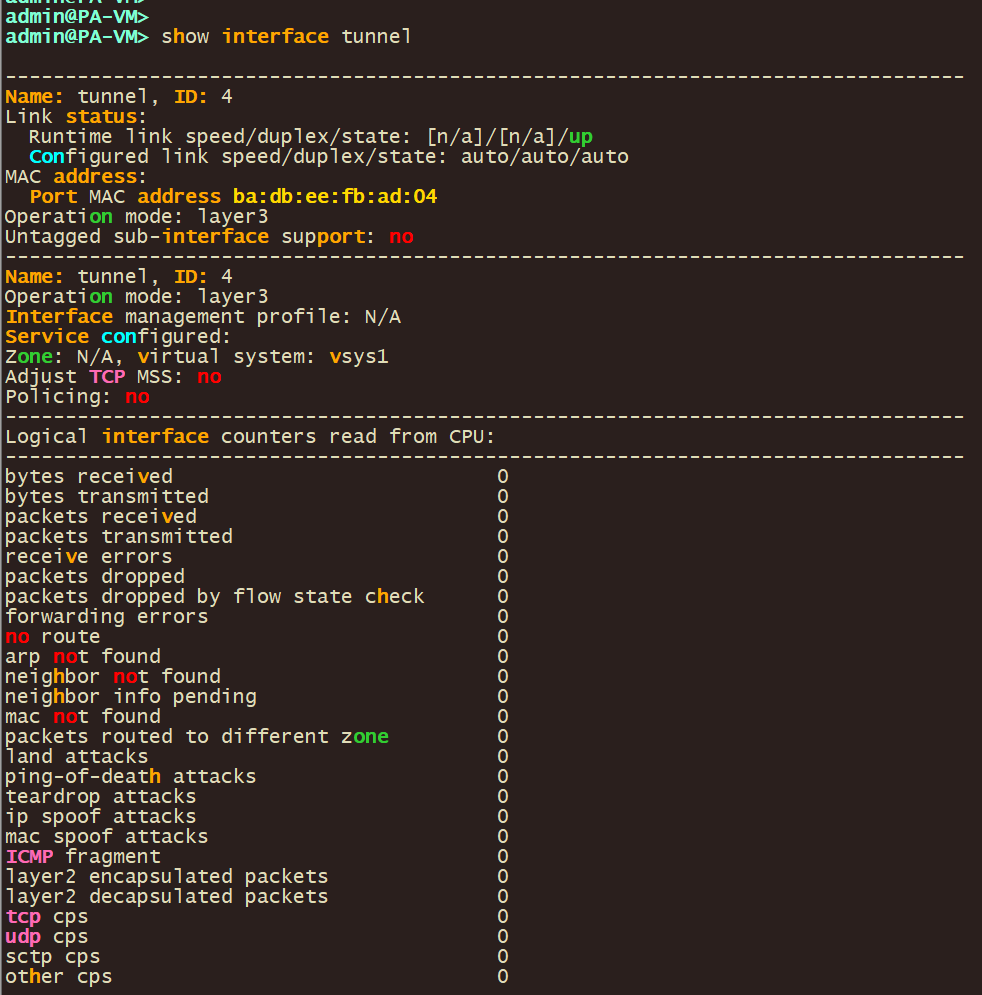 admin@PA-VM>
admin@PA-VM>
admin@PA-VM> show interface tunnel
--------------------------------------------------------------------------------
Name: tunnel, ID: 4
Link status:
  Runtime link speed/duplex/state: [n/a]/[n/a]/up
  Configured link speed/duplex/state: auto/auto/auto
MAC address:
  Port MAC address ba:db:ee:fb:ad:04
Operation mode: layer3
Untagged sub-interface support: no
--------------------------------------------------------------------------------
Name: tunnel, ID: 4
Operation mode: layer3
Interface management profile: N/A
Service configured:
Zone: N/A, virtual system: vsys1
Adjust TCP MSS: no
Policing: no
--------------------------------------------------------------------------------
Logical interface counters read from CPU:
--------------------------------------------------------------------------------
bytes received                           0
bytes transmitted                        0
packets received                         0
packets transmitted                      0
receive errors                           0
packets dropped                          0
packets dropped by flow state check      0
forwarding errors                        0
no route                                 0
arp not found                            0
neighbor not found                       0
neighbor info pending                    0
mac not found                            0
packets routed to different zone         0
land attacks                             0
ping-of-death attacks                    0
teardrop attacks                         0
ip spoof attacks                         0
mac spoof attacks                        0
ICMP fragment                            0
layer2 encapsulated packets              0
layer2 decapsulated packets              0
tcp cps                                  0
udp cps                                  0
sctp cps                                 0
other cps                                0